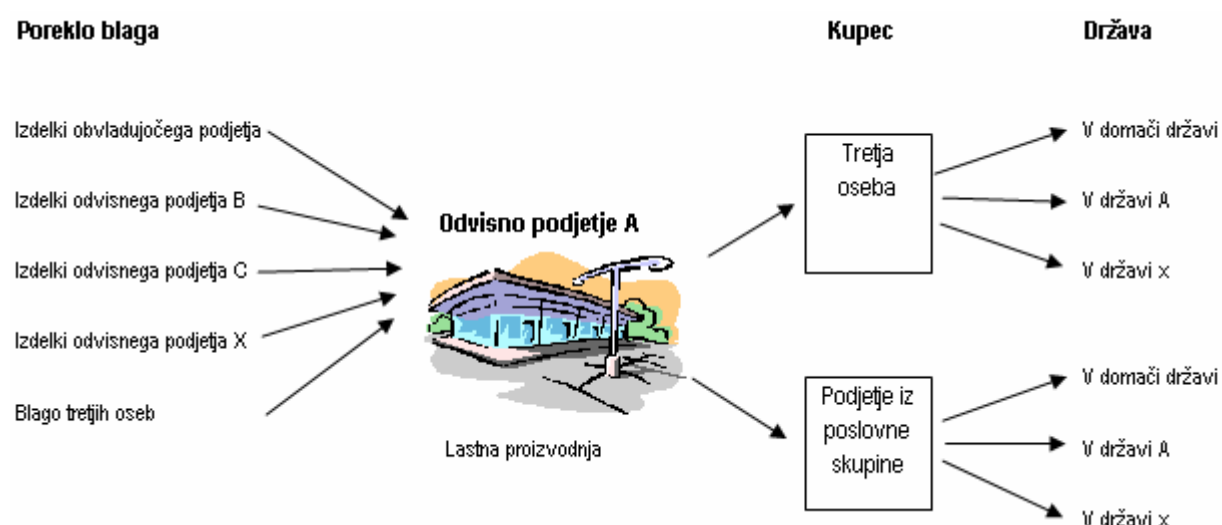 Poreklo blaga
Kupec
Država
Izdelki obvladujočega podjetja
Izdelki odvisnega podjetja B
Izdelki odvisnega podjetja C
Izdelki odvisnega podjetja X
Blago tretjih oseb
Odvisno podjetje A
Lastna proizvodnja
Tretja
oseba
V domači državi
V državi A
V državi x
Podjetje iz
poslovne
skupine
V domači državi
V državi A
V državi x